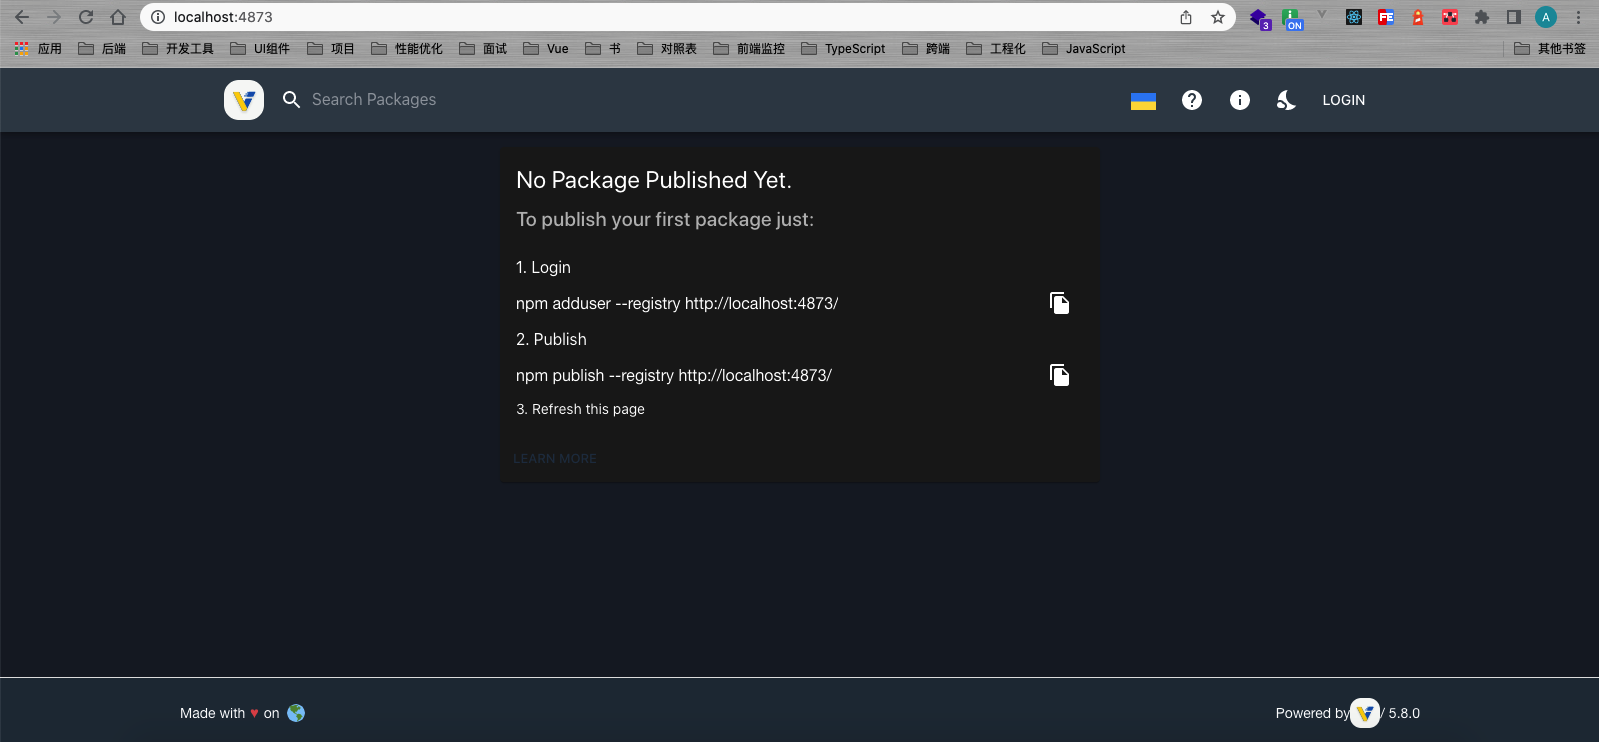 localhost:4873
3
ON
FE
A
应用 后端 开发工具 UI组件 项目 性能优化 面试 Vue 书 对照表 前端监控 TypeScript 跨端 工程化 JavaScript 其他书签
Search Packages
LOGIN
No Package Published Yet.
To publish your first package just:
1. Login
npm adduser --registry http://localhost:4873/
2. Publish
npm publish --registry http://localhost:4873/
3. Refresh this page
LEARN MORE
Made with ♥ on
Powered by / 5.8.0